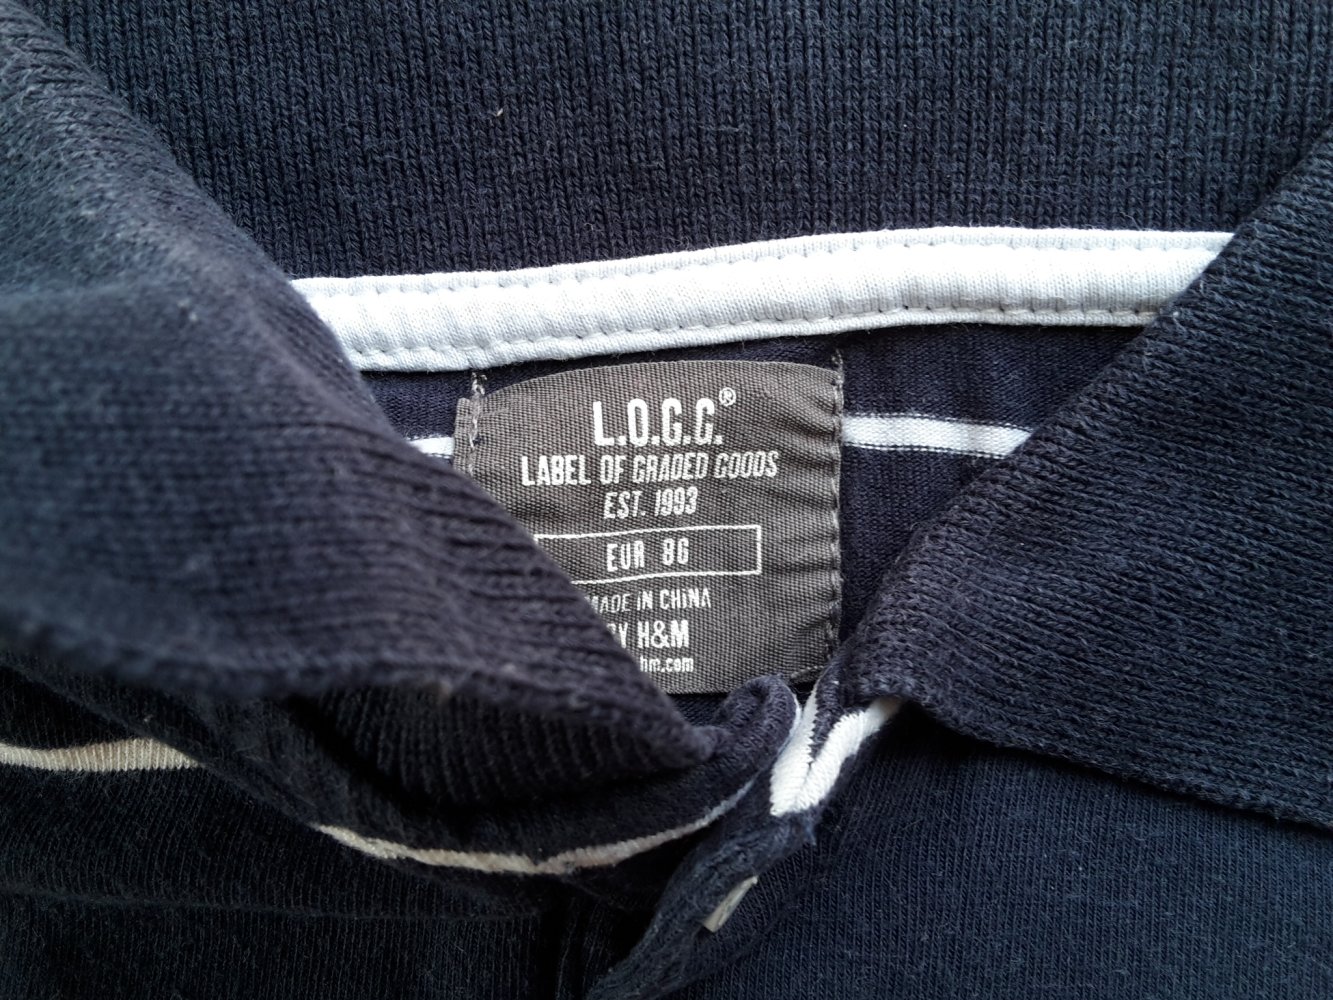 L.O.G.G.®
LABEL OF GRADED GOODS
EST. 1993
EUR 86
MADE IN CHINA
BY H&M
hm.com